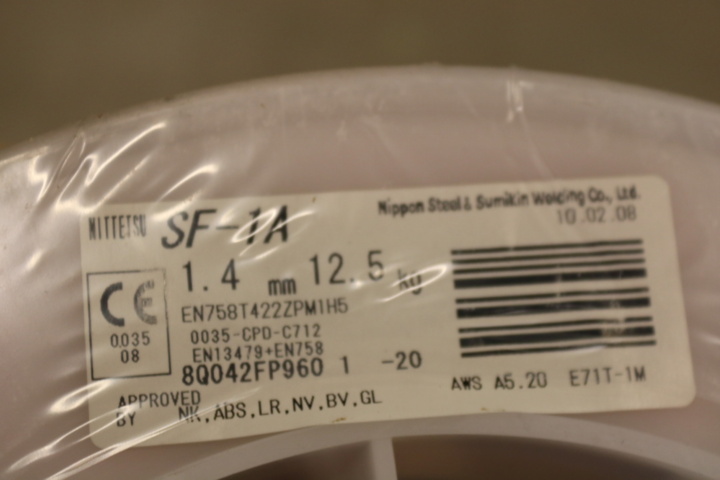 Nippon Steel & Sumikin Welding Co., Ltd.
10.02.08
NITTETSU SF-1A
1.4 mm 12.5 kg
EN758T422ZPM1H5
CE
0035
08
0035-CPD-C712
EN13479+EN758
8Q042FP960 1 -20
AWS A5.20 E71T-1M
APPROVED
BY NK.ABS.LR.NV.BV.GL